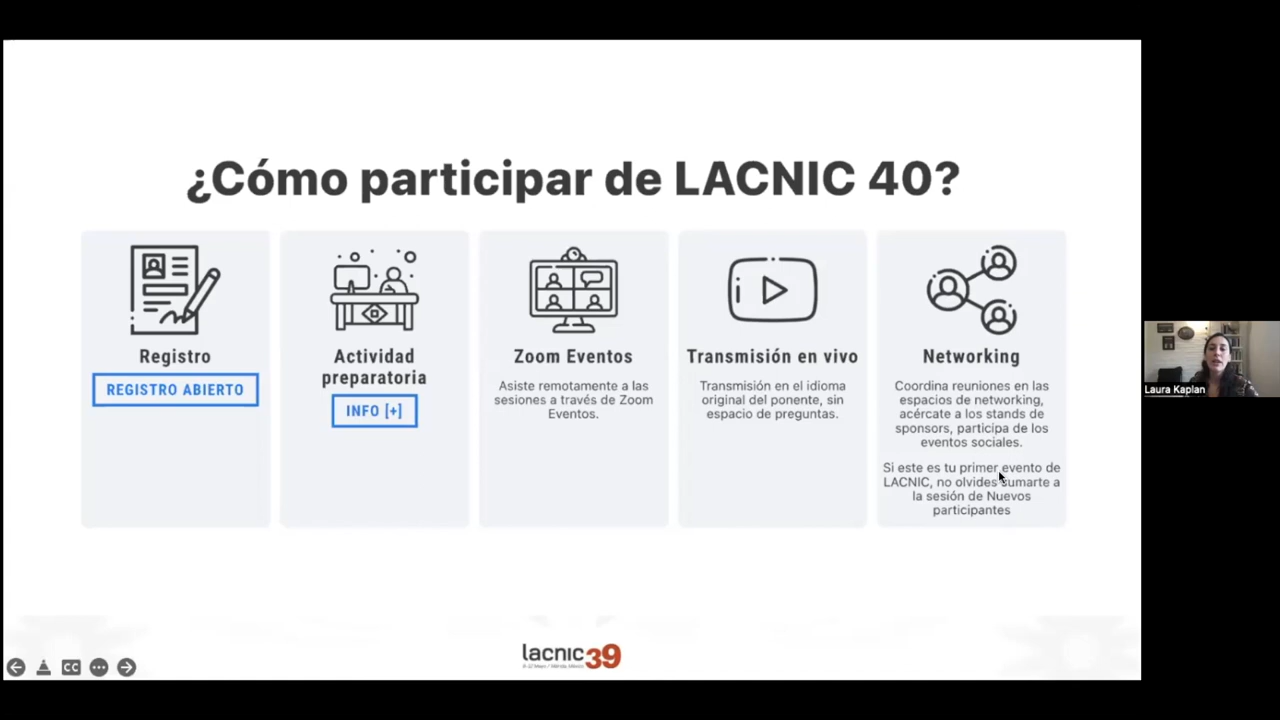 ¿Cómo participar de LACNIC 40?
Registro
REGISTRO ABIERTO
Actividad
preparatoria
INFO [+]
Zoom Eventos
Asiste remotamente a las
sesiones a través de Zoom
Eventos.
Transmisión en vivo
Transmisión en el idioma
original del ponente, sin
espacio de preguntas.
Networking
Coordina reuniones en las
espacios de networking,
acércate a los stands de
sponsors, participa de los
eventos sociales.
Si este es tu primer evento de
LACNIC, no olvides sumarte a
la sesión de Nuevos
participantes
Laura Kaplan
lacnic39
CC